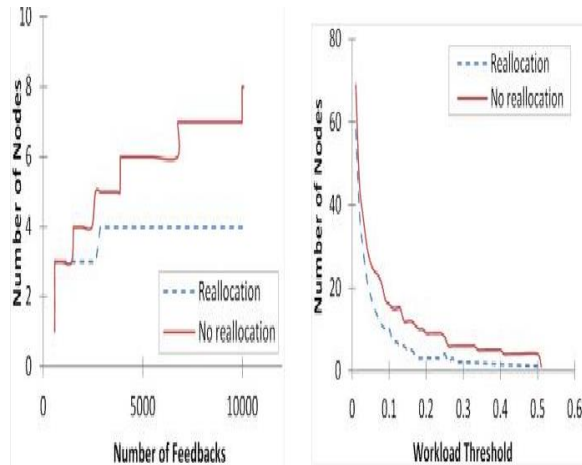 10
8
6
4
2
0
Number of Nodes
Reallocation
No reallocation
0
5000
10000
Number of Feedbacks
80
60
40
20
0
Number of Nodes
Reallocation
No reallocation
0
0.1
0.2
0.3
0.4
0.5
0.6
Workload Threshold